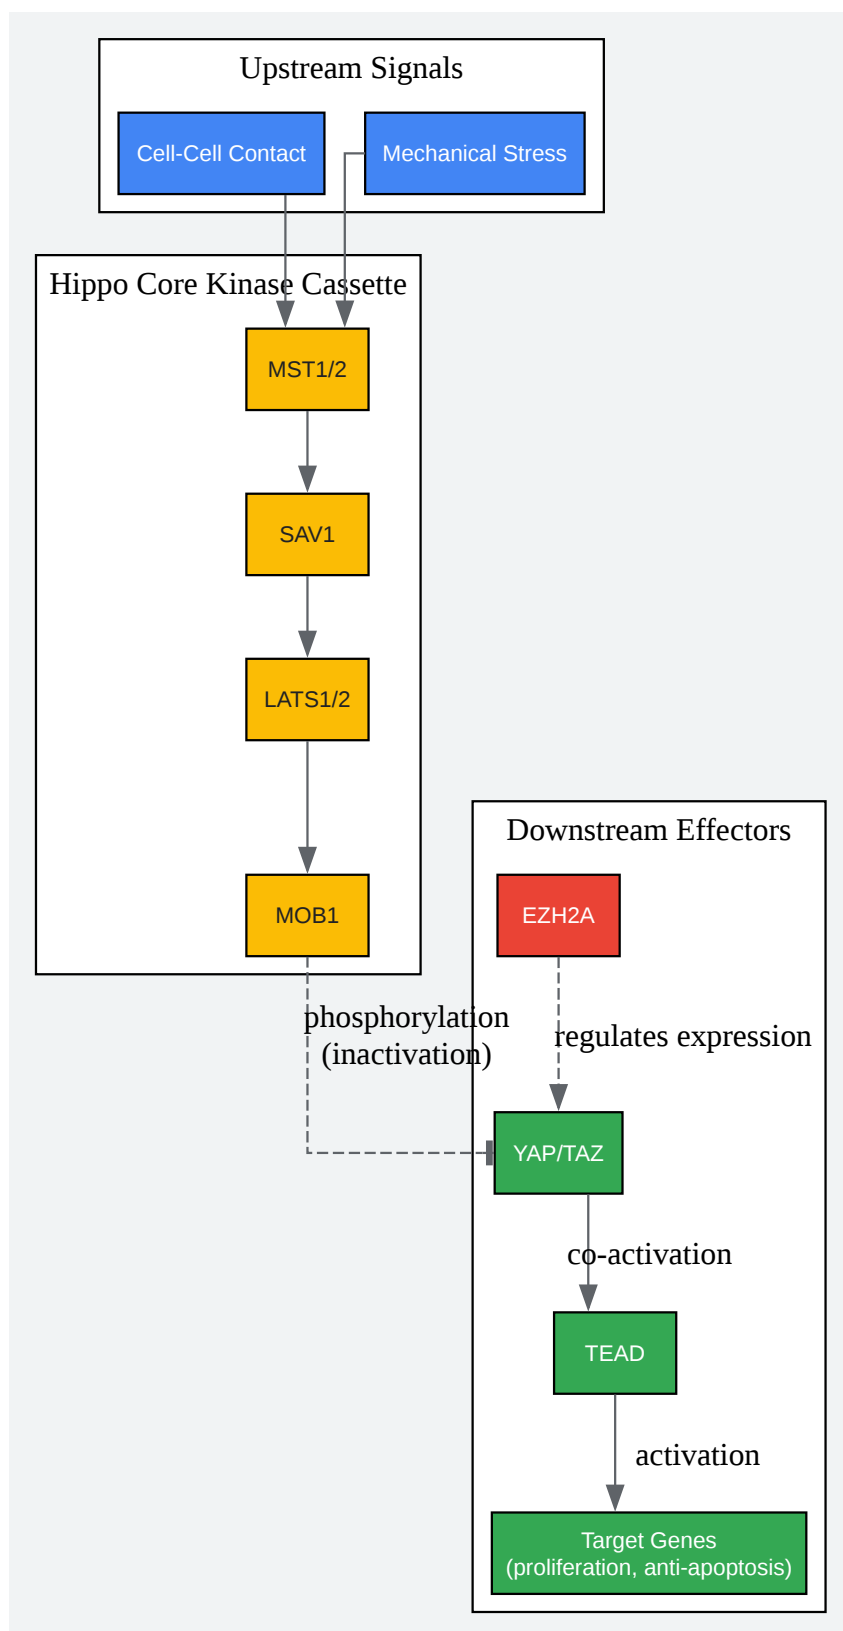 Upstream Signals
Cell-Cell Contact
Mechanical Stress
Hippo Core Kinase Cassette
MST1/2
SAV1
LATS1/2
MOB1
Downstream Effectors
EZH2A
phosphorylation
(inactivation)
regulates expression
YAP/TAZ
co-activation
TEAD
activation
Target Genes
(proliferation, anti-apoptosis)